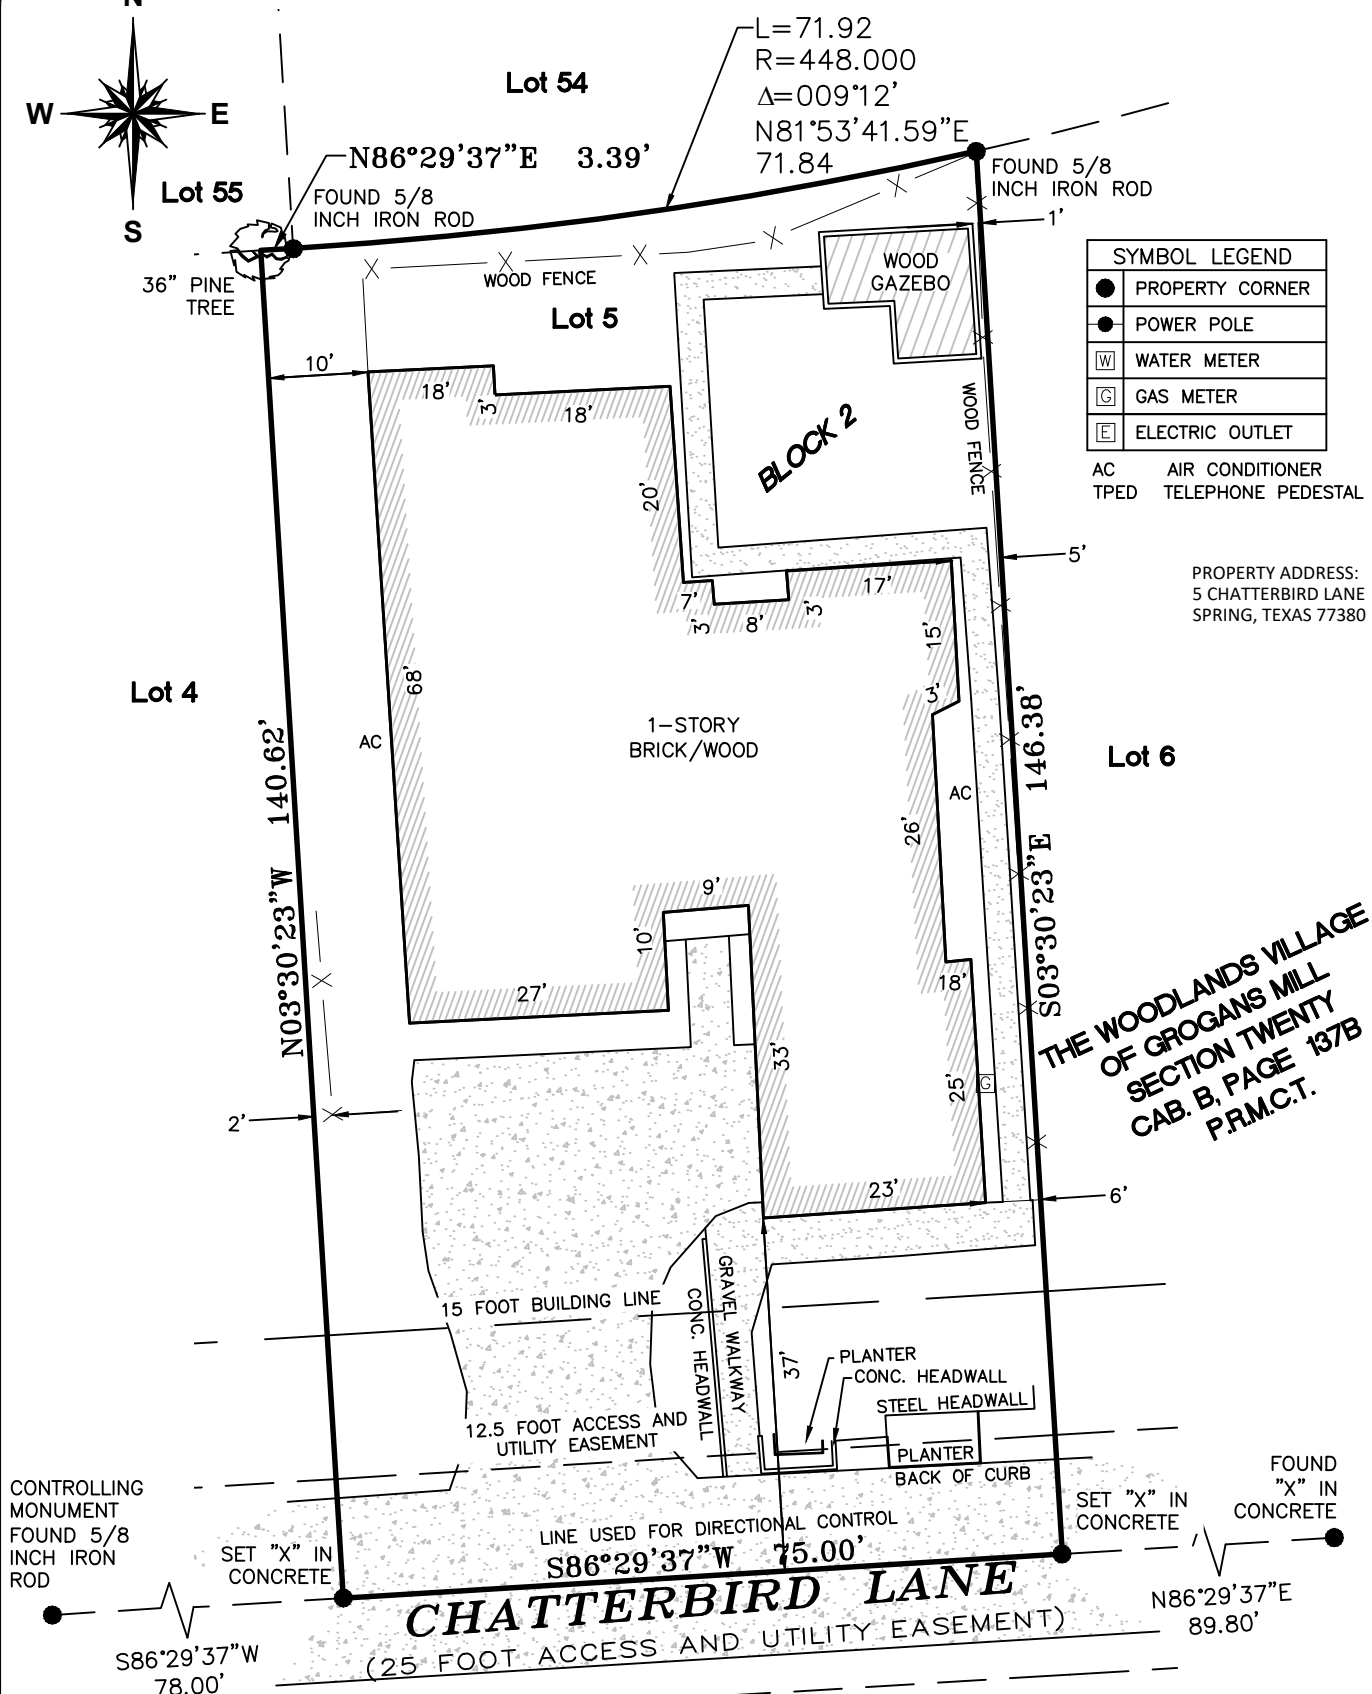 N
W
E
S
Lot 54
L=71.92
R=448.000
Δ=009°12'
N81°53'41.59"E
71.84
N86°29'37"E 3.39'
Lot 55
FOUND 5/8
INCH IRON ROD
FOUND 5/8
INCH IRON ROD
1'
36" PINE
TREE
WOOD FENCE
WOOD
GAZEBO
Lot 5
SYMBOL LEGEND
PROPERTY CORNER
POWER POLE
W WATER METER
G GAS METER
E ELECTRIC OUTLET
AC AIR CONDITIONER
TPED TELEPHONE PEDESTAL
10'
18'
3'
18'
BLOCK 2
WOOD FENCE
20'
5'
PROPERTY ADDRESS:
5 CHATTERBIRD LANE
SPRING, TEXAS 77380
7'
3'
8'
3'
17'
15'
3'
68'
Lot 4
1-STORY
BRICK/WOOD
AC
N03°30'23"W 140.62'
S03°30'23"E 146.38'
Lot 6
AC
26'
9'
10'
27'
18'
33'
25'
G
THE WOODLANDS VILLAGE
OF GROGANS MILL
SECTION TWENTY
CAB. B, PAGE 137B
P.R.M.C.T.
2'
23'
6'
15 FOOT BUILDING LINE
CONC. HEADWALL
GRAVEL WALKWAY
37'
PLANTER
CONC. HEADWALL
STEEL HEADWALL
12.5 FOOT ACCESS AND
UTILITY EASEMENT
PLANTER
BACK OF CURB
CONTROLLING
MONUMENT
FOUND 5/8
INCH IRON
ROD
SET "X" IN
CONCRETE
LINE USED FOR DIRECTIONAL CONTROL
S86°29'37"W 75.00'
SET "X" IN
CONCRETE
FOUND
"X" IN
CONCRETE
CHATTERBIRD LANE
(25 FOOT ACCESS AND UTILITY EASEMENT)
S86°29'37"W
78.00'
N86°29'37"E
89.80'